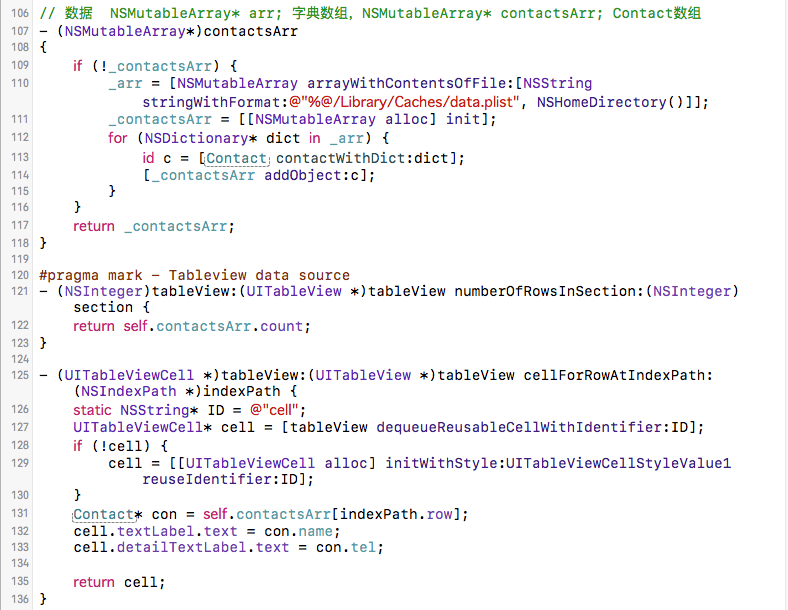 106 // 数据  NSMutableArray* arr; 字典数组, NSMutableArray* contactsArr; Contact数组
107 - (NSMutableArray*)contactsArr
108 {
109     if (!_contactsArr) {
110         _arr = [NSMutableArray arrayWithContentsOfFile:[NSString
            stringWithFormat:@"%@/Library/Caches/data.plist", NSHomeDirectory()]];
111         _contactsArr = [[NSMutableArray alloc] init];
112         for (NSDictionary* dict in _arr) {
113             id c = [Contact contactWithDict:dict];
114             [_contactsArr addObject:c];
115         }
116     }
117     return _contactsArr;
118 }
119
120 #pragma mark - Tableview data source
121 - (NSInteger)tableView:(UITableView *)tableView numberOfRowsInSection:(NSInteger)
    section {
122     return self.contactsArr.count;
123 }
124
125 - (UITableViewCell *)tableView:(UITableView *)tableView cellForRowAtIndexPath:
    (NSIndexPath *)indexPath {
126     static NSString* ID = @"cell";
127     UITableViewCell* cell = [tableView dequeueReusableCellWithIdentifier:ID];
128     if (!cell) {
129         cell = [[UITableViewCell alloc] initWithStyle:UITableViewCellStyleValue1
            reuseIdentifier:ID];
130     }
131     Contact* con = self.contactsArr[indexPath.row];
132     cell.textLabel.text = con.name;
133     cell.detailTextLabel.text = con.tel;
134
135     return cell;
136 }